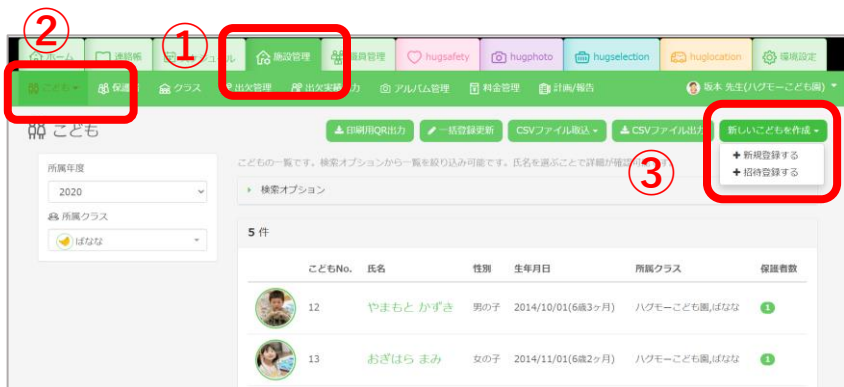 ② ①
ホーム 連絡帳 スケジュール 施設管理 職員管理 hugsafety hugphoto hugselection huglocation 環境設定
こども 保護 クラス 出欠管理 出欠実績 力 アルバム管理 料金管理 計画/報告 坂本 先生(ハグモーこども園)
こども 印刷用QR出力 一括登録更新 CSVファイル取込 CSVファイル出力 新しいこどもを作成
こどもの一覧です。検索オプションから一覧を絞り込み可能です。氏名を選ぶことで詳細が確認
新規登録する
招待登録する
③
所属年度
2020
検索オプション
所属クラス
ばなな
5 件
こどもNo. 氏名 性別 生年月日 所属クラス 保護者数
12 やまもと かずき 男の子 2014/10/01(6歳3ヶ月) ハグモーこども園,ばなな 1
13 おぎはら まみ 女の子 2014/11/01(6歳2ヶ月) ハグモーこども園,ばなな 1